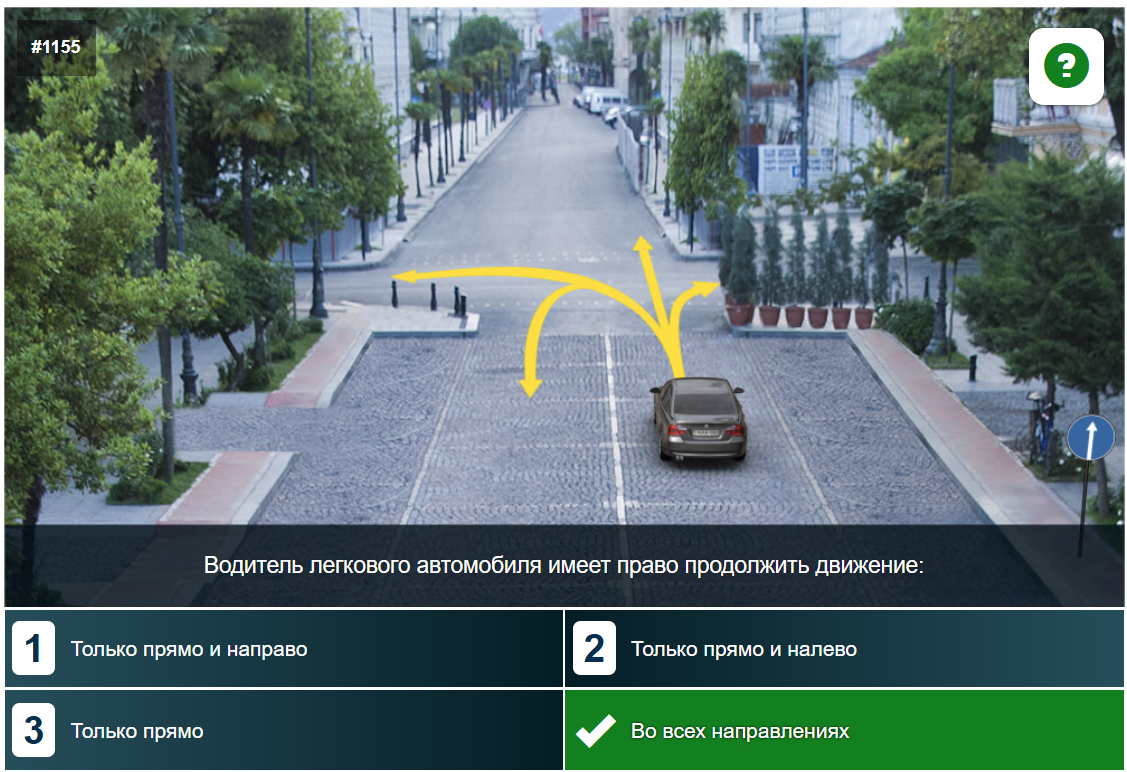 #1155
?
Водитель легкового автомобиля имеет право продолжить движение:
1 Только прямо и направо
2 Только прямо и налево
3 Только прямо
Во всех направлениях